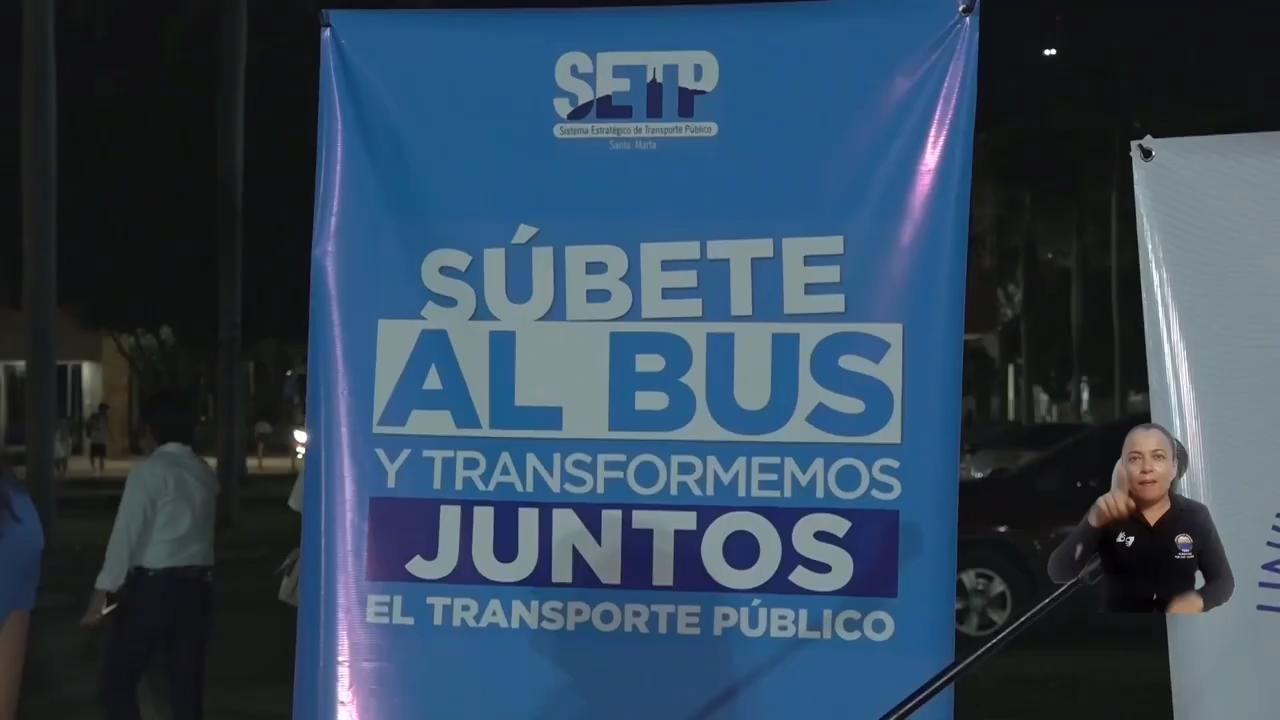 SETP
Sistema Estratégico de Transporte Público
Santa Marta
SÚBETE
AL BUS
Y TRANSFORMEMOS
JUNTOS
EL TRANSPORTE PÚBLICO